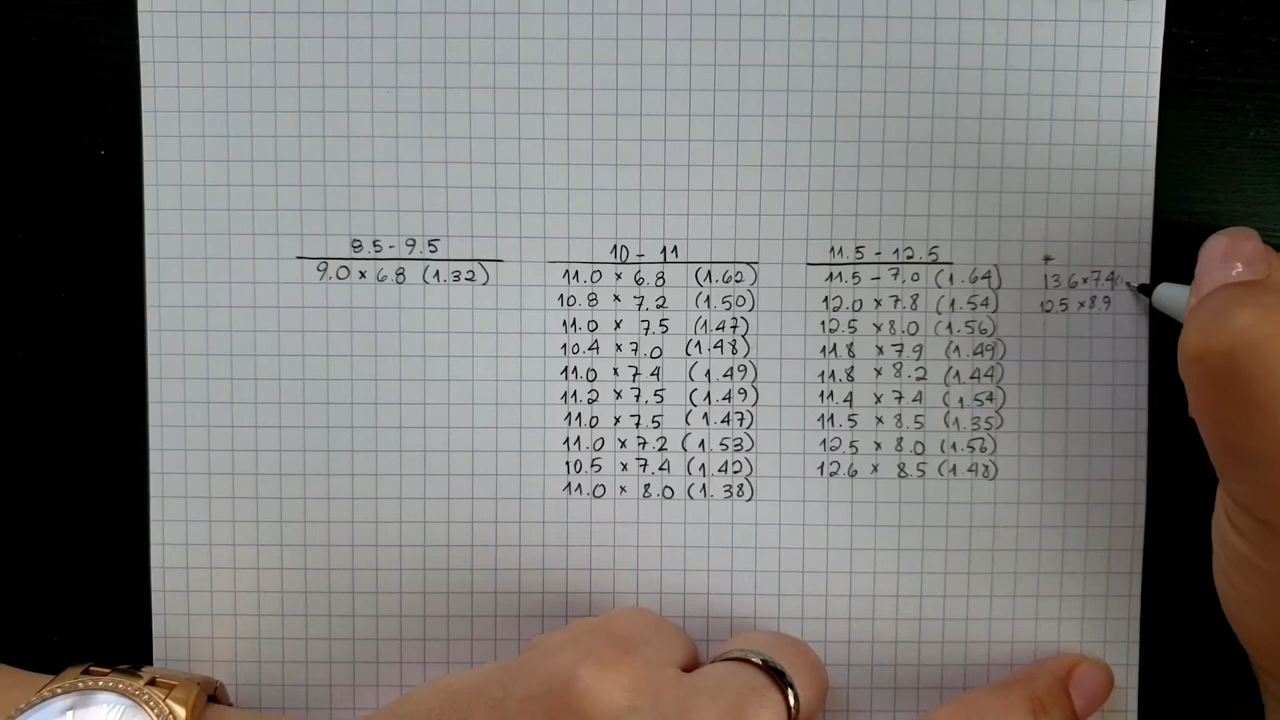 8.5 - 9.5
9.0 × 6.8 (1.32)
10 - 11
11.0 × 6.8 (1.62)
10.8 × 7.2 (1.50)
11.0 × 7.5 (1.47)
10.4 × 7.0 (1.48)
11.0 × 7.4 (1.49)
11.2 × 7.5 (1.49)
11.0 × 7.5 (1.47)
11.0 × 7.2 (1.53)
10.5 × 7.4 (1.42)
11.0 × 8.0 (1.38)
11.5 - 12.5
11.5 - 7.0 (1.64)
12.0 × 7.8 (1.54)
12.5 × 8.0 (1.56)
11.8 × 7.9 (1.49)
11.8 × 8.2 (1.44)
11.4 × 7.4 (1.54)
11.5 × 8.5 (1.35)
12.5 × 8.0 (1.56)
12.6 × 8.5 (1.48)
*
13.6 × 7.4
12.5 × 8.9